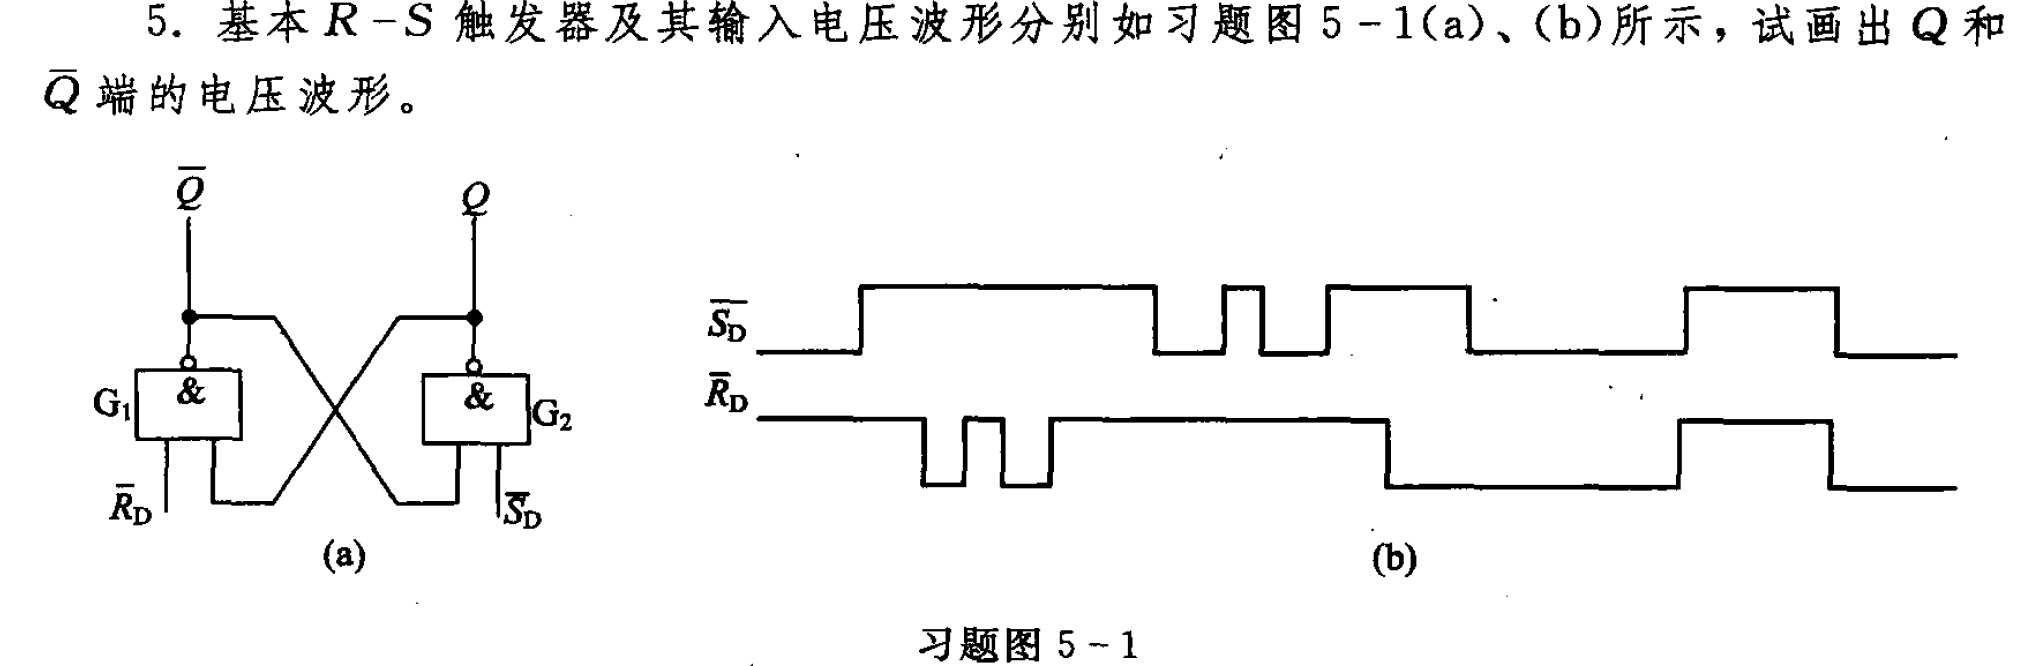 5. 基本 R-S 触发器及其输入电压波形分别如习题图 5-1(a)、(b)所示，试画出 Q 和
Q̅ 端的电压波形。
Q̅ Q
S̅D̅
& &
G₁ G₂
R̅D
R̅D S̅D
(a) (b)
习题图 5-1